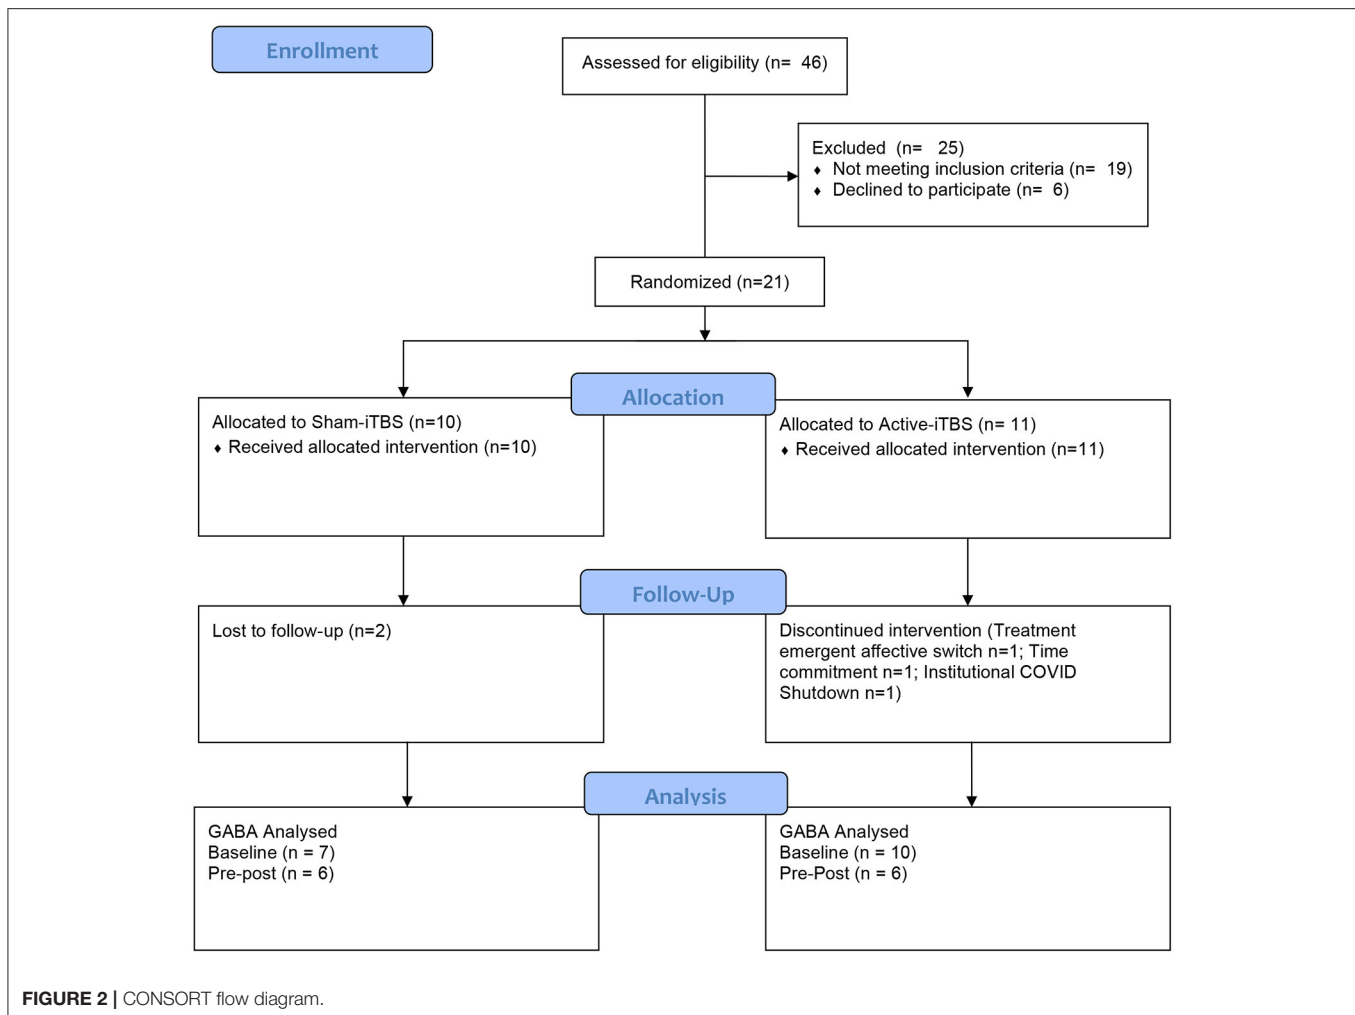 Enrollment
Assessed for eligibility (n=  46)
Excluded  (n=   25)
♦ Not meeting inclusion criteria (n=  19)
♦ Declined to participate (n=  6)
Randomized (n=21)
Allocation
Allocated to Sham-iTBS (n=10)
♦ Received allocated intervention (n=10)
Allocated to Active-iTBS (n= 11)
♦ Received allocated intervention (n=11)
Follow-Up
Lost to follow-up (n=2)
Discontinued intervention (Treatment
emergent affective switch n=1; Time
commitment n=1; Institutional COVID
Shutdown n=1)
Analysis
GABA Analysed
Baseline (n = 7)
Pre-post (n = 6)
GABA Analysed
Baseline (n = 10)
Pre-Post (n = 6)
FIGURE 2 | CONSORT flow diagram.